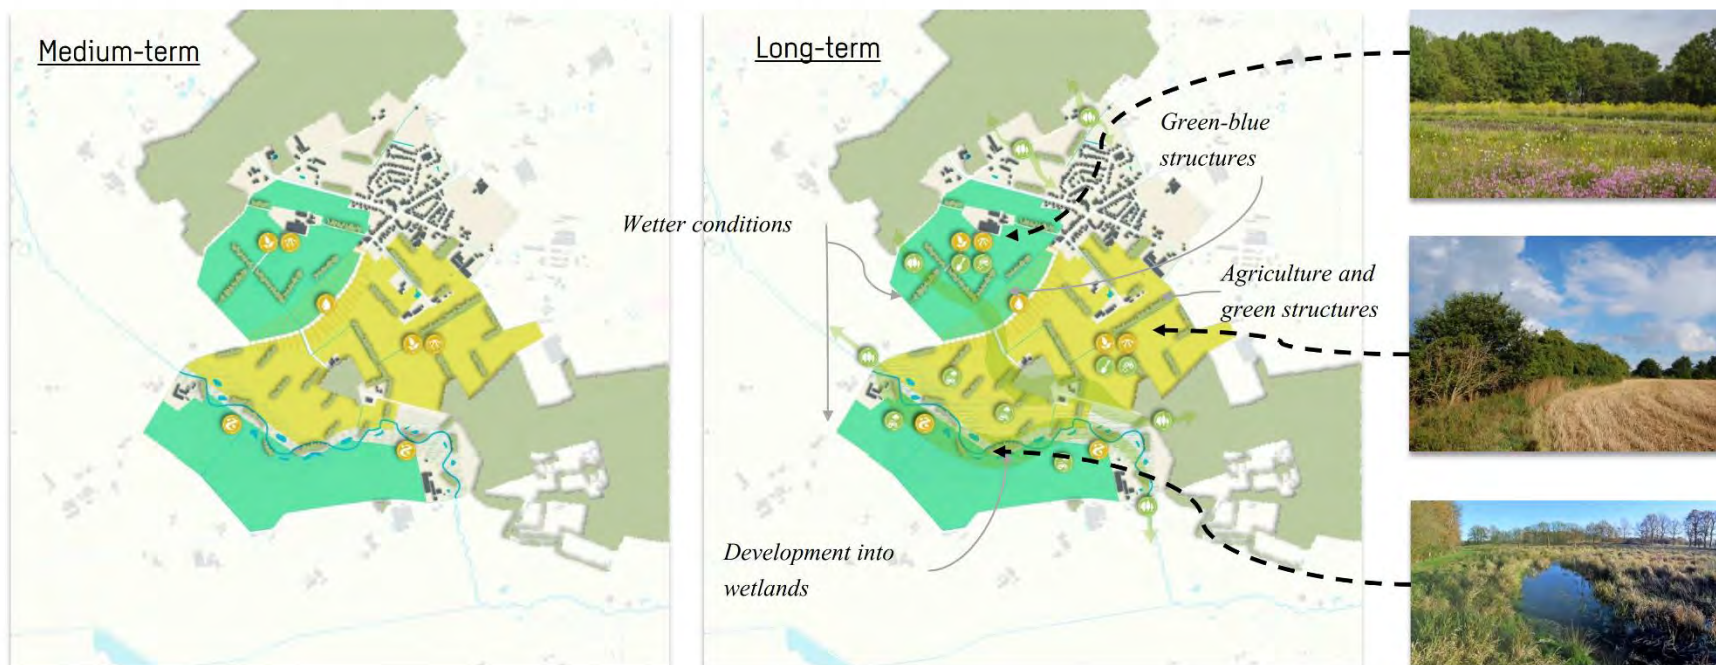 Medium-term
Long-term
Green-blue
structures
Wetter conditions
Agriculture and
green structures
Development into
wetlands